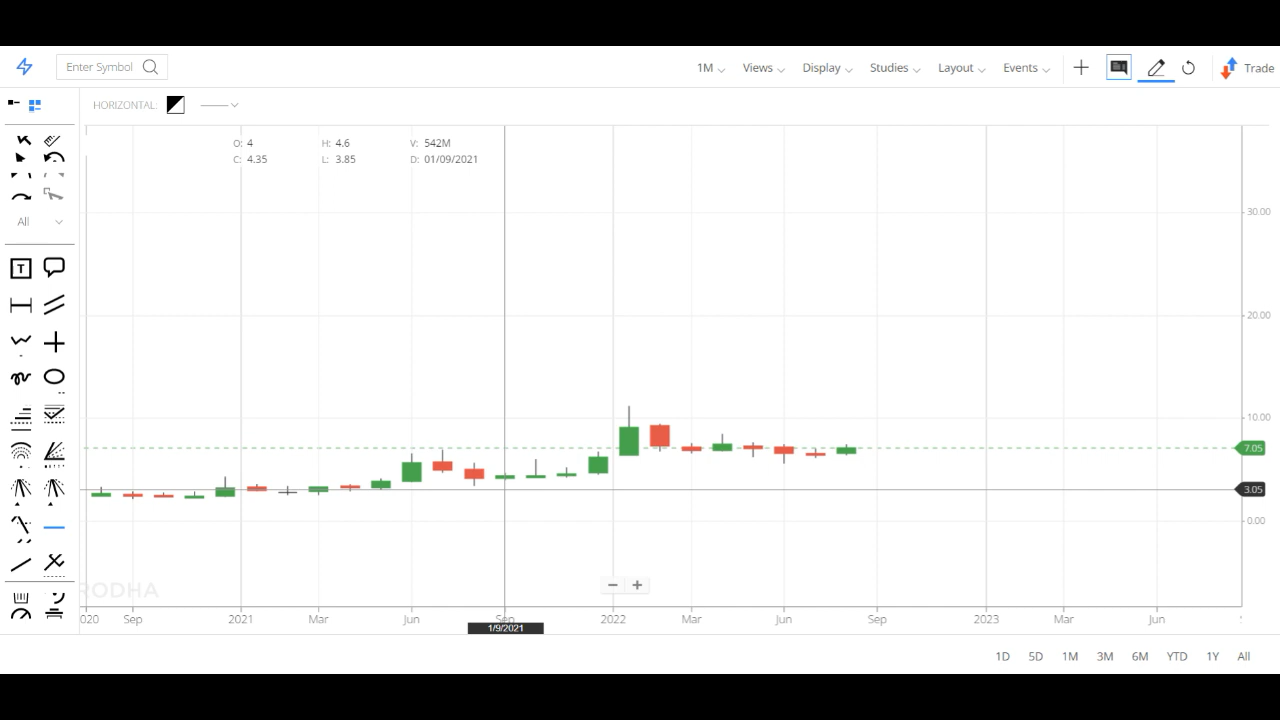 Enter Symbol
1M Views Display Studies Layout Events Trade
HORIZONTAL:
O: 4 H: 4.6 V: 542M
C: 4.35 L: 3.85 D: 01/09/2021
All
T
30.00
20.00
10.00
7.05
3.05
0.00
RODHA
020 Sep 2021 Mar Jun Sep 2022 Mar Jun Sep 2023 Mar Jun
1/9/2021
1D 5D 1M 3M 6M YTD 1Y All